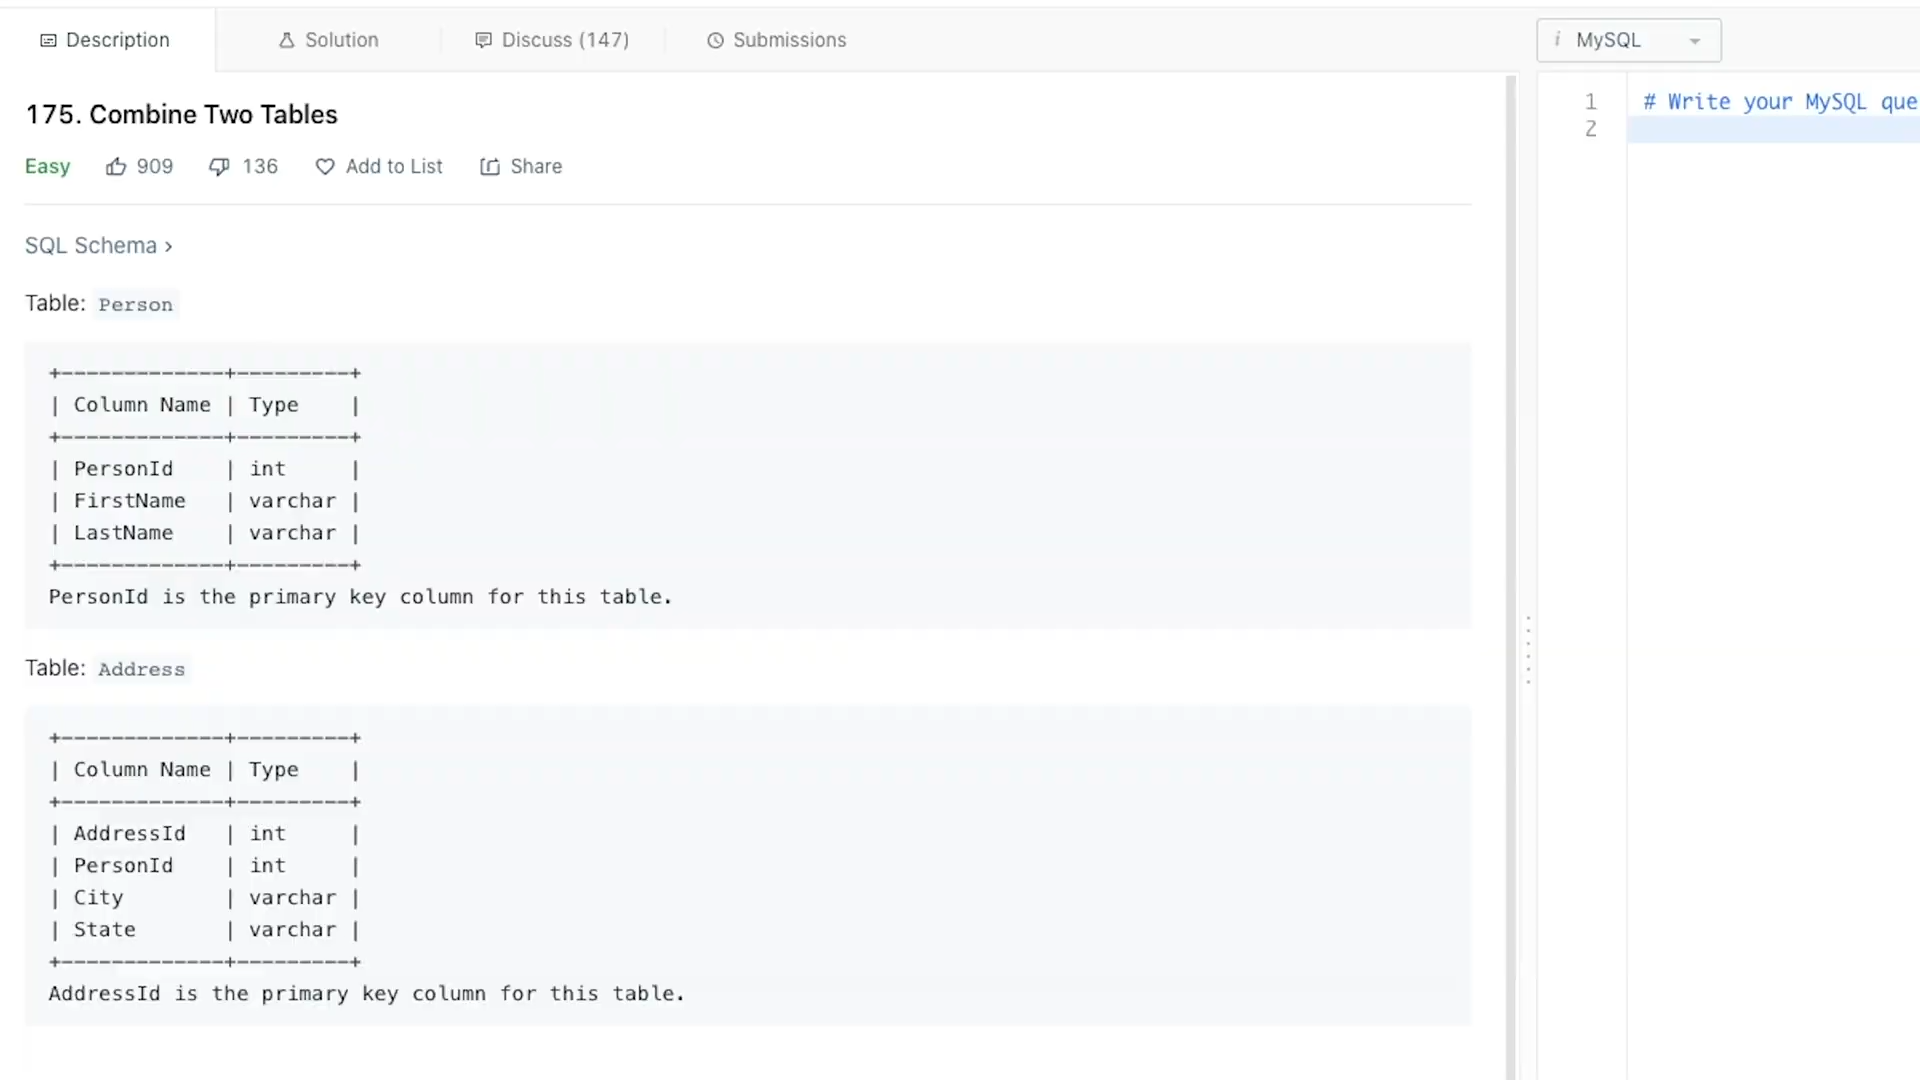 Description Solution Discuss (147) Submissions
175. Combine Two Tables
Easy 909 136 Add to List Share
SQL Schema ›
Table: Person
+-------------+---------+
| Column Name | Type    |
+-------------+---------+
| PersonId    | int     |
| FirstName   | varchar |
| LastName    | varchar |
+-------------+---------+
PersonId is the primary key column for this table.
Table: Address
+-------------+---------+
| Column Name | Type    |
+-------------+---------+
| AddressId   | int     |
| PersonId    | int     |
| City        | varchar |
| State       | varchar |
+-------------+---------+
AddressId is the primary key column for this table.
i MySQL
1 # Write your MySQL que
2